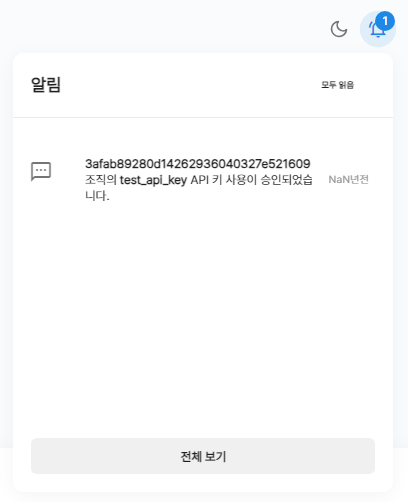 1
알림
모두 읽음
3afab89280d14262936040327e521609
조직의 test_api_key API 키 사용이 승인되었습
니다.
NaN년전
전체 보기